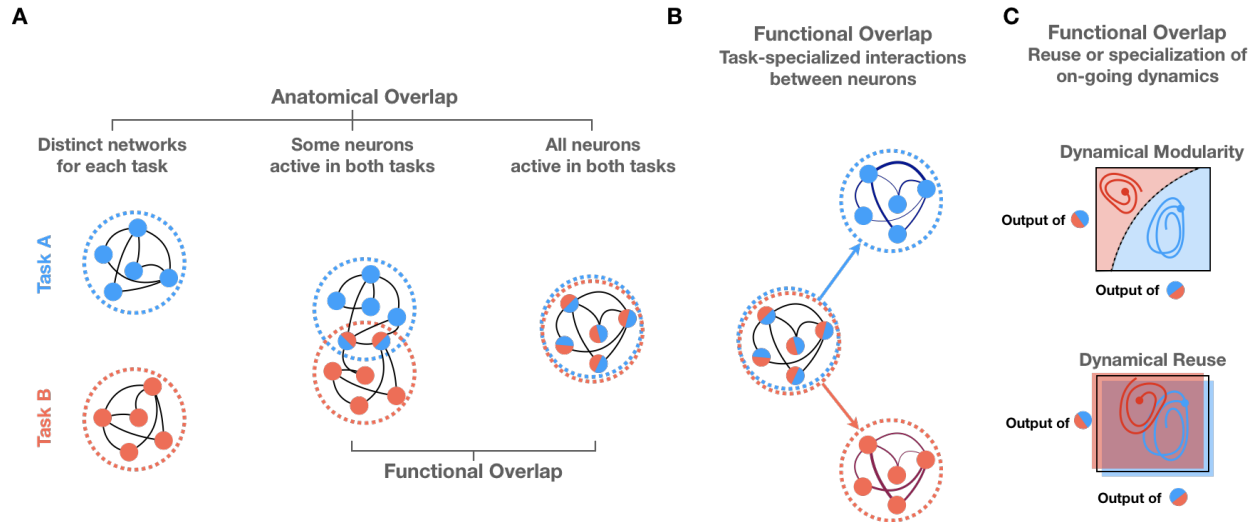 A
Anatomical Overlap
Distinct networks
for each task
Some neurons
active in both tasks
All neurons
active in both tasks
Task A
Task B
Functional Overlap
B
Functional Overlap
Task-specialized interactions
between neurons
C
Functional Overlap
Reuse or specialization of
on-going dynamics
Dynamical Modularity
Output of
Output of
Dynamical Reuse
Output of
Output of